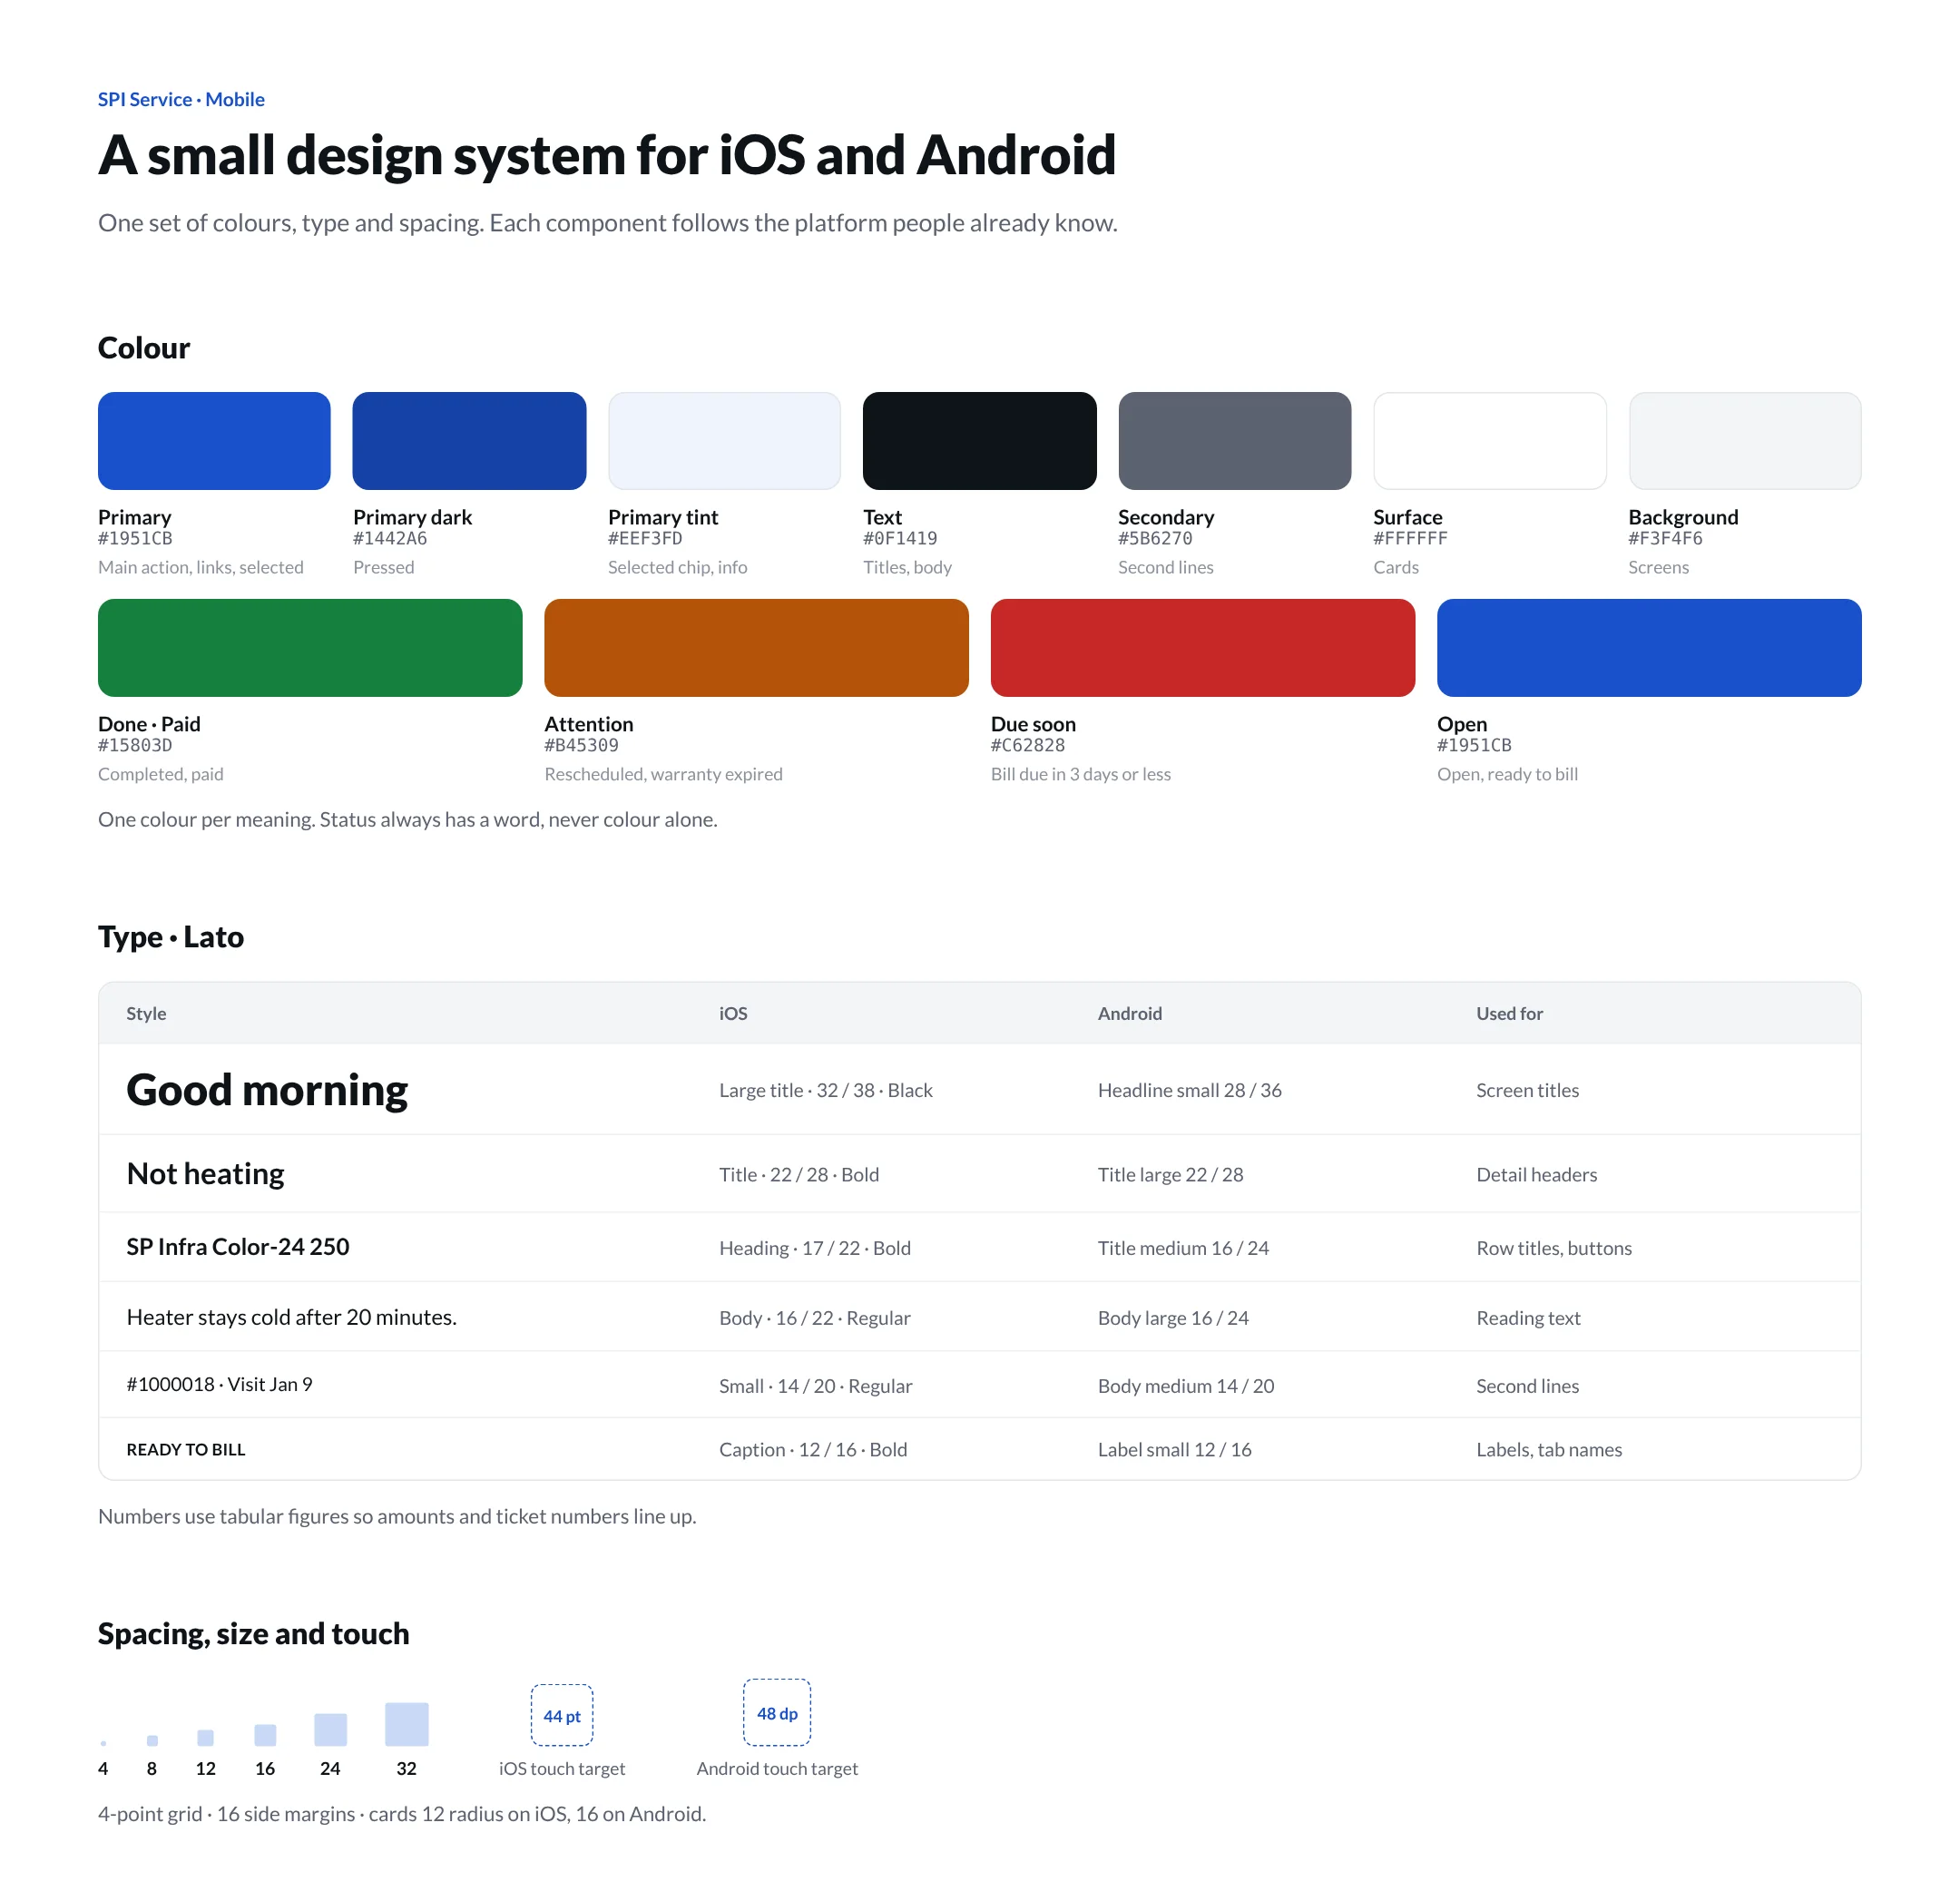 SPI Service · Mobile
A small design system for iOS and Android
One set of colours, type and spacing. Each component follows the platform people already know.
Colour
Primary
#1951CB
Main action, links, selected
Primary dark
#1442A6
Pressed
Primary tint
#EEF3FD
Selected chip, info
Text
#0F1419
Titles, body
Secondary
#5B6270
Second lines
Surface
#FFFFFF
Cards
Background
#F3F4F6
Screens
Done · Paid
#15803D
Completed, paid
Attention
#B45309
Rescheduled, warranty expired
Due soon
#C62828
Bill due in 3 days or less
Open
#1951CB
Open, ready to bill
One colour per meaning. Status always has a word, never colour alone.
Type · Lato
Style iOS Android Used for
Good morning Large title · 32 / 38 · Black Headline small 28 / 36 Screen titles
Not heating Title · 22 / 28 · Bold Title large 22 / 28 Detail headers
SP Infra Color-24 250 Heading · 17 / 22 · Bold Title medium 16 / 24 Row titles, buttons
Heater stays cold after 20 minutes. Body · 16 / 22 · Regular Body large 16 / 24 Reading text
#1000018 · Visit Jan 9 Small · 14 / 20 · Regular Body medium 14 / 20 Second lines
READY TO BILL Caption · 12 / 16 · Bold Label small 12 / 16 Labels, tab names
Numbers use tabular figures so amounts and ticket numbers line up.
Spacing, size and touch
44 pt 48 dp
4 8 12 16 24 32 iOS touch target Android touch target
4-point grid · 16 side margins · cards 12 radius on iOS, 16 on Android.